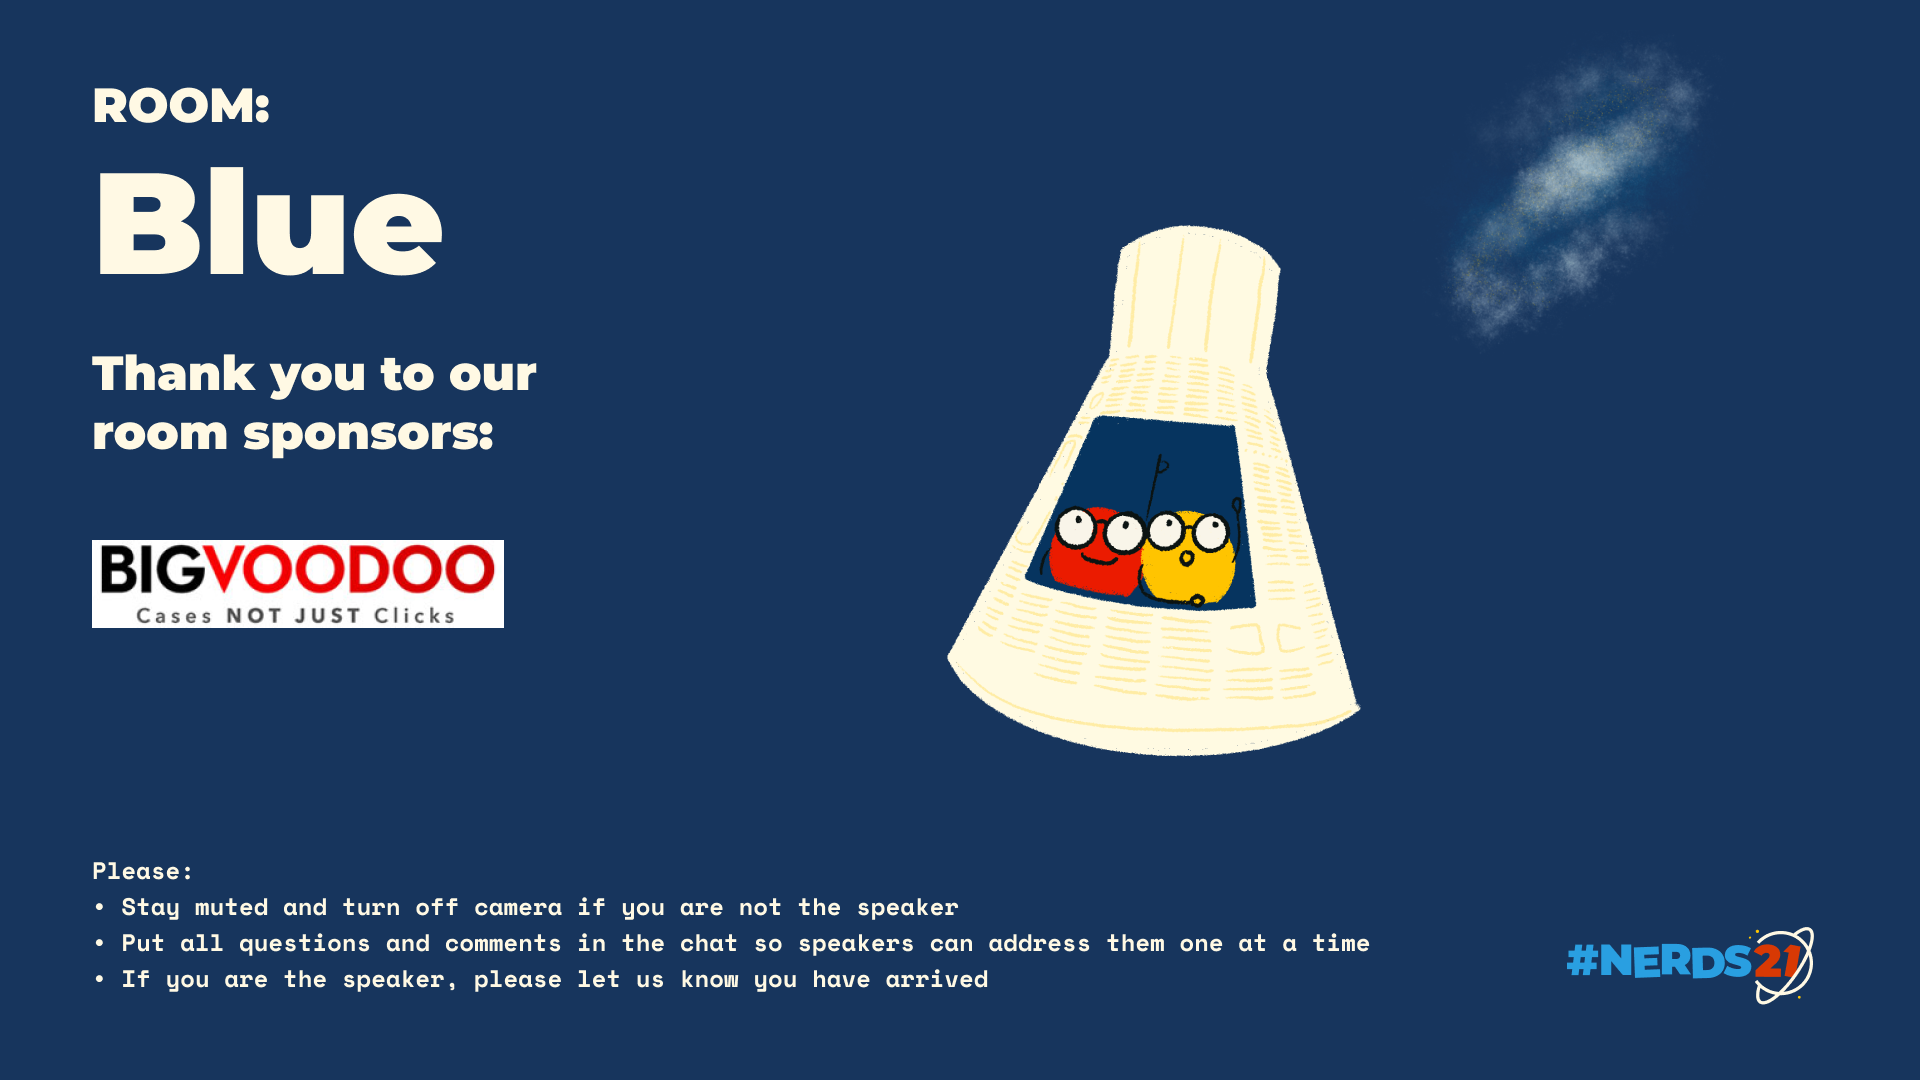 ROOM:
Blue
Thank you to our
room sponsors:
BIGVOODOO
Cases NOT JUST Clicks
Please:
• Stay muted and turn off camera if you are not the speaker
• Put all questions and comments in the chat so speakers can address them one at a time
• If you are the speaker, please let us know you have arrived
#NERDS21